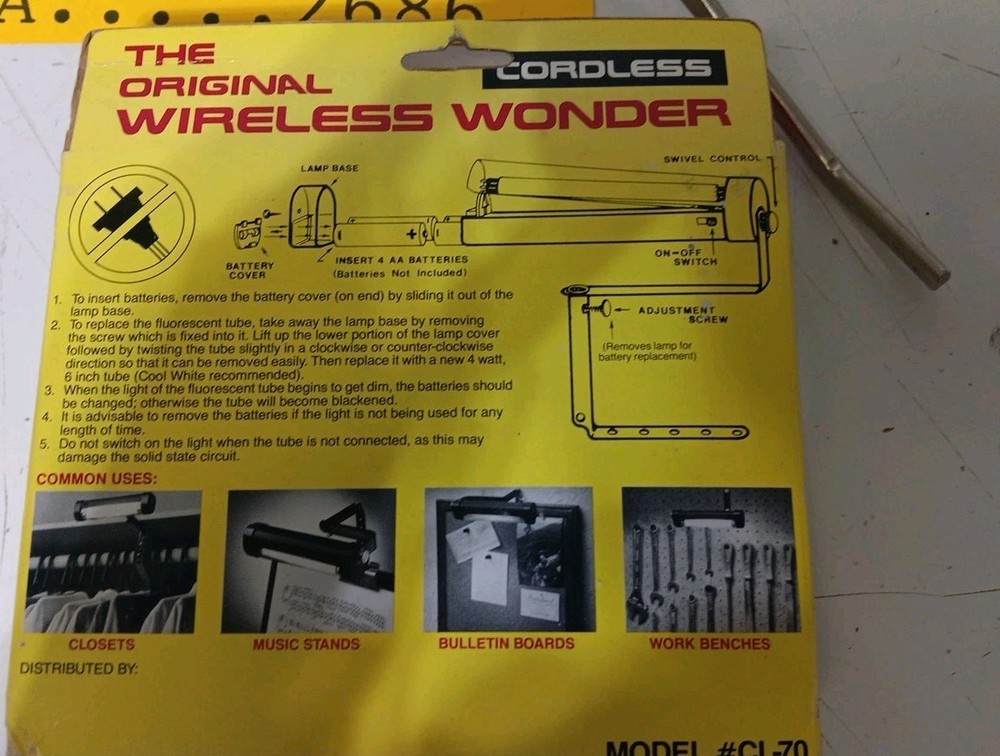 A.....2686
THE
ORIGINAL
CORDLESS
WIRELESS WONDER
SWIVEL CONTROL
LAMP BASE
+
BATTERY
COVER
INSERT 4 AA BATTERIES
(Batteries Not Included)
ON-OFF
SWITCH
ADJUSTMENT
SCREW
(Removes lamp for
battery replacement)
1. To insert batteries, remove the battery cover (on end) by sliding it out of the
lamp base.
2. To replace the fluorescent tube, take away the lamp base by removing
the screw which is fixed into it. Lift up the lower portion of the lamp cover
followed by twisting the tube slightly in a clockwise or counter-clockwise
direction so that it can be removed easily. Then replace it with a new 4 watt,
6 inch tube (Cool White recommended).
3. When the light of the fluorescent tube begins to get dim, the batteries should
be changed; otherwise the tube will become blackened.
4. It is advisable to remove the batteries if the light is not being used for any
length of time.
5. Do not switch on the light when the tube is not connected, as this may
damage the solid state circuit.
COMMON USES:
CLOSETS
MUSIC STANDS
BULLETIN BOARDS
WORK BENCHES
DISTRIBUTED BY:
MODEL #CL-70